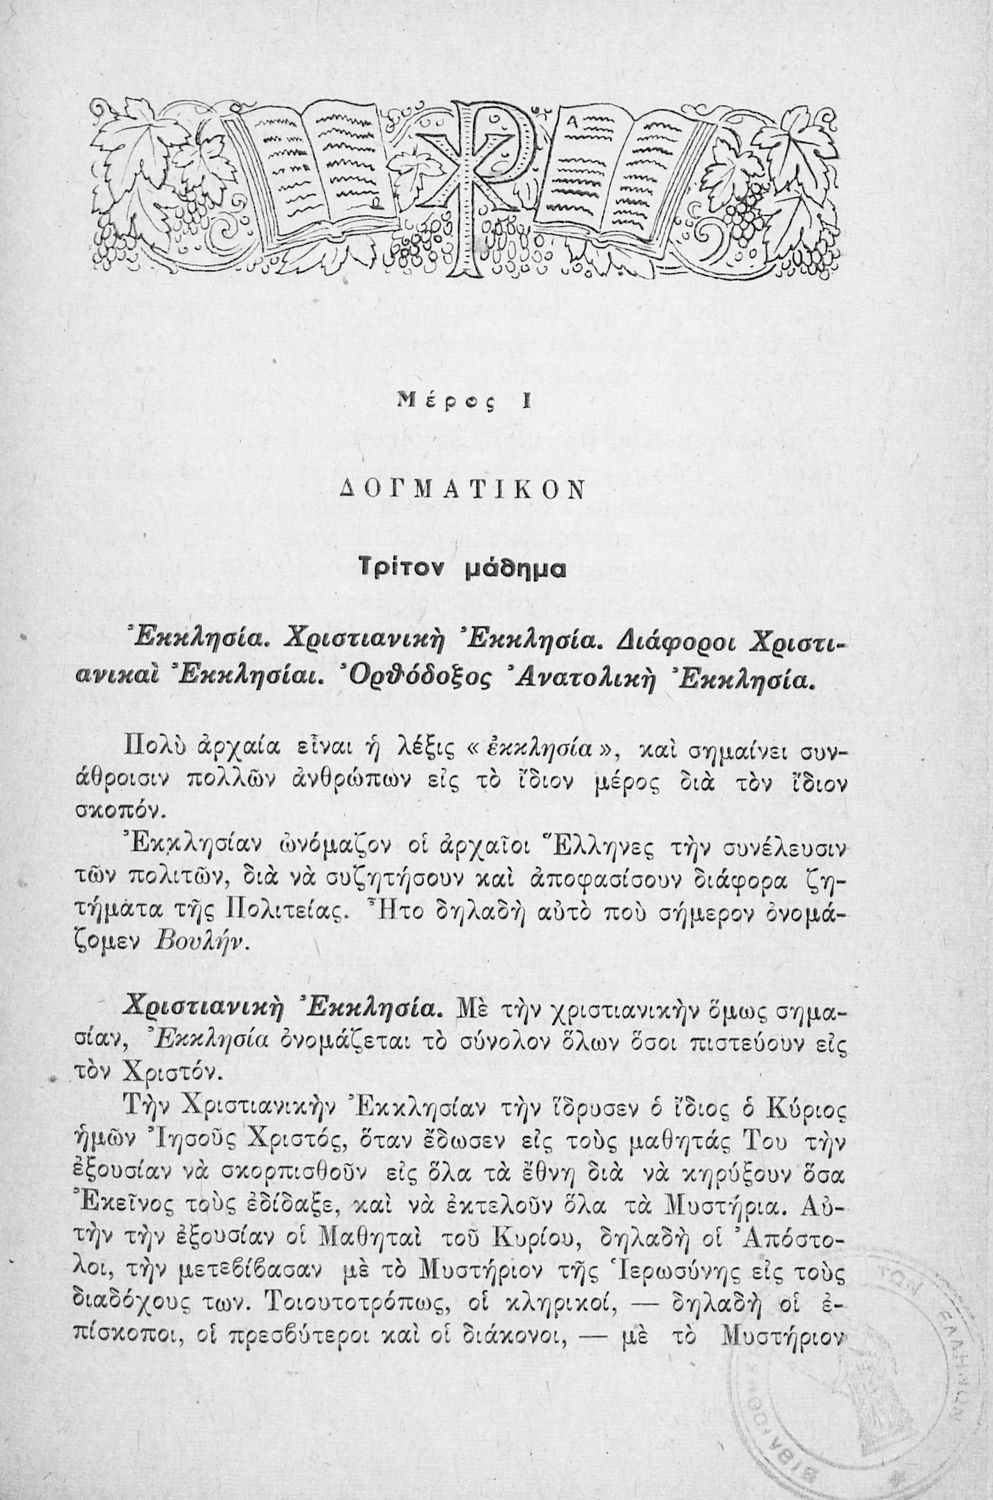 Μέρος Ι
ΔΟΓΜΑΤΙΚΟΝ
Τρίτον μάθημα
Ἐκκλησία. Χριστιανικὴ Ἐκκλησία. Διάφοροι Χριστι-
ανικαὶ Ἐκκλησίαι. Ὀρθόδοξος Ἀνατολικὴ Ἐκκλησία.
Πολὺ ἀρχαία εἶναι ἡ λέξις «ἐκκλησία», καὶ σημαίνει συν-
άθροισιν πολλῶν ἀνθρώπων εἰς τὸ ἴδιον μέρος διὰ τὸν ἴδιον
σκοπόν.
Ἐκκλησίαν ὠνόμαζον οἱ ἀρχαῖοι Ἕλληνες τὴν συνέλευσιν
τῶν πολιτῶν, διὰ νὰ συζητήσουν καὶ ἀποφασίσουν διάφορα ζη-
τήματα τῆς Πολιτείας. Ἦτο δηλαδὴ αὐτὸ ποὺ σήμερον ὀνομά-
ζομεν Βουλήν.
Χριστιανικὴ Ἐκκλησία. Μὲ τὴν χριστιανικὴν ὅμως σημα-
σίαν, Ἐκκλησία ὀνομάζεται τὸ σύνολον ὅλων ὅσοι πιστεύουν εἰς
τὸν Χριστόν.
Τὴν Χριστιανικὴν Ἐκκλησίαν τὴν ἵδρυσεν ὁ ἴδιος ὁ Κύριος
ἡμῶν Ἰησοῦς Χριστός, ὅταν ἔδωσεν εἰς τοὺς μαθητάς Του τὴν
ἐξουσίαν νὰ σκορπισθοῦν εἰς ὅλα τὰ ἔθνη διὰ νὰ κηρύξουν ὅσα
Ἐκεῖνος τοὺς ἐδίδαξε, καὶ νὰ ἐκτελοῦν ὅλα τὰ Μυστήρια. Αὐ-
τὴν τὴν ἐξουσίαν οἱ Μαθηταὶ τοῦ Κυρίου, δηλαδὴ οἱ Ἀπόστο-
λοι, τὴν μετεβίβασαν μὲ τὸ Μυστήριον τῆς Ἱερωσύνης εἰς τοὺς
διαδόχους των. Τοιουτοτρόπως, οἱ κληρικοί, — δηλαδὴ οἱ ἐ-
πίσκοποι, οἱ πρεσβύτεροι καὶ οἱ διάκονοι, — μὲ τὸ Μυστήριον
ΤΩΝ ΕΛΛΗΝΩΝ